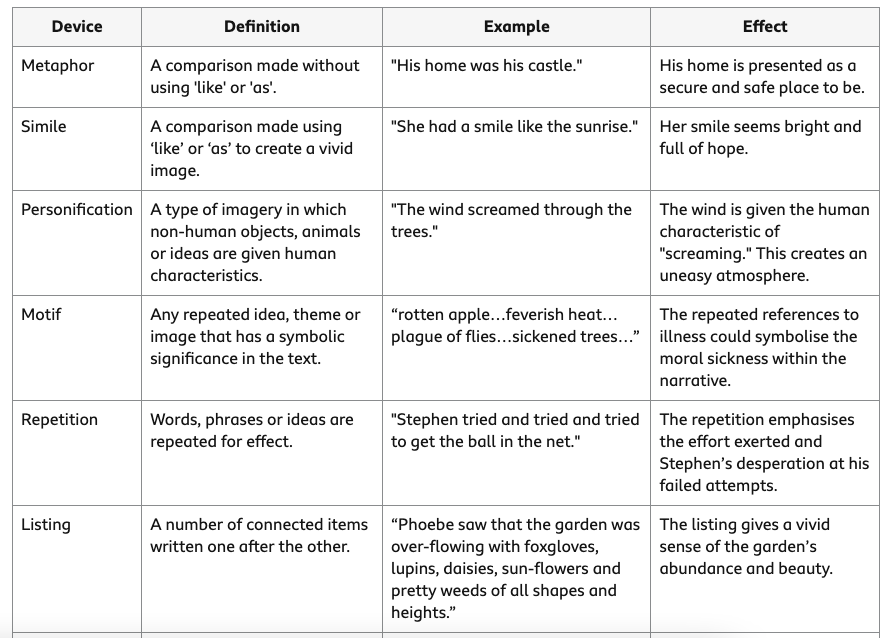 Device Definition Example Effect
Metaphor
A comparison made without
using 'like' or 'as'.
"His home was his castle."
His home is presented as a
secure and safe place to be.
Simile
A comparison made using
‘like’ or ‘as’ to create a vivid
image.
"She had a smile like the sunrise."
Her smile seems bright and
full of hope.
Personification
A type of imagery in which
non-human objects, animals
or ideas are given human
characteristics.
"The wind screamed through the
trees."
The wind is given the human
characteristic of
"screaming." This creates an
uneasy atmosphere.
Motif
Any repeated idea, theme or
image that has a symbolic
significance in the text.
“rotten apple…feverish heat…
plague of flies…sickened trees…”
The repeated references to
illness could symbolise the
moral sickness within the
narrative.
Repetition
Words, phrases or ideas are
repeated for effect.
"Stephen tried and tried and tried
to get the ball in the net."
The repetition emphasises
the effort exerted and
Stephen’s desperation at his
failed attempts.
Listing
A number of connected items
written one after the other.
“Phoebe saw that the garden was
over-flowing with foxgloves,
lupins, daisies, sun-flowers and
pretty weeds of all shapes and
heights.”
The listing gives a vivid
sense of the garden’s
abundance and beauty.